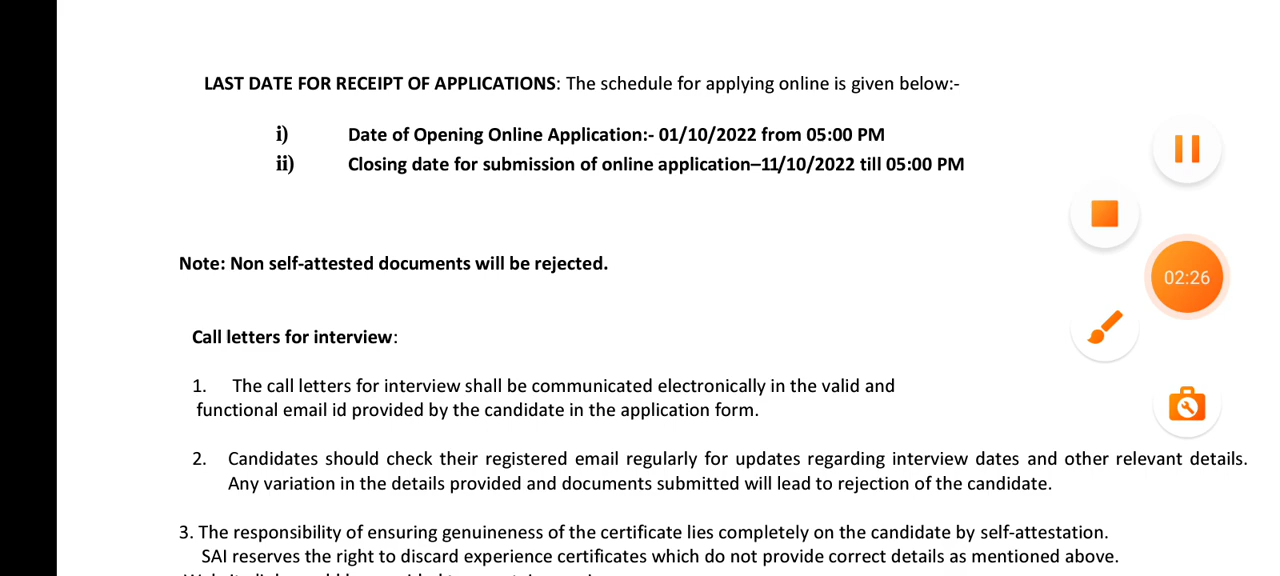 LAST DATE FOR RECEIPT OF APPLICATIONS: The schedule for applying online is given below:-
i) Date of Opening Online Application:- 01/10/2022 from 05:00 PM
ii) Closing date for submission of online application–11/10/2022 till 05:00 PM
02:26
Note: Non self-attested documents will be rejected.
Call letters for interview:
1. The call letters for interview shall be communicated electronically in the valid and
functional email id provided by the candidate in the application form.
2. Candidates should check their registered email regularly for updates regarding interview dates and other relevant details.
Any variation in the details provided and documents submitted will lead to rejection of the candidate.
3. The responsibility of ensuring genuineness of the certificate lies completely on the candidate by self-attestation.
SAI reserves the right to discard experience certificates which do not provide correct details as mentioned above.